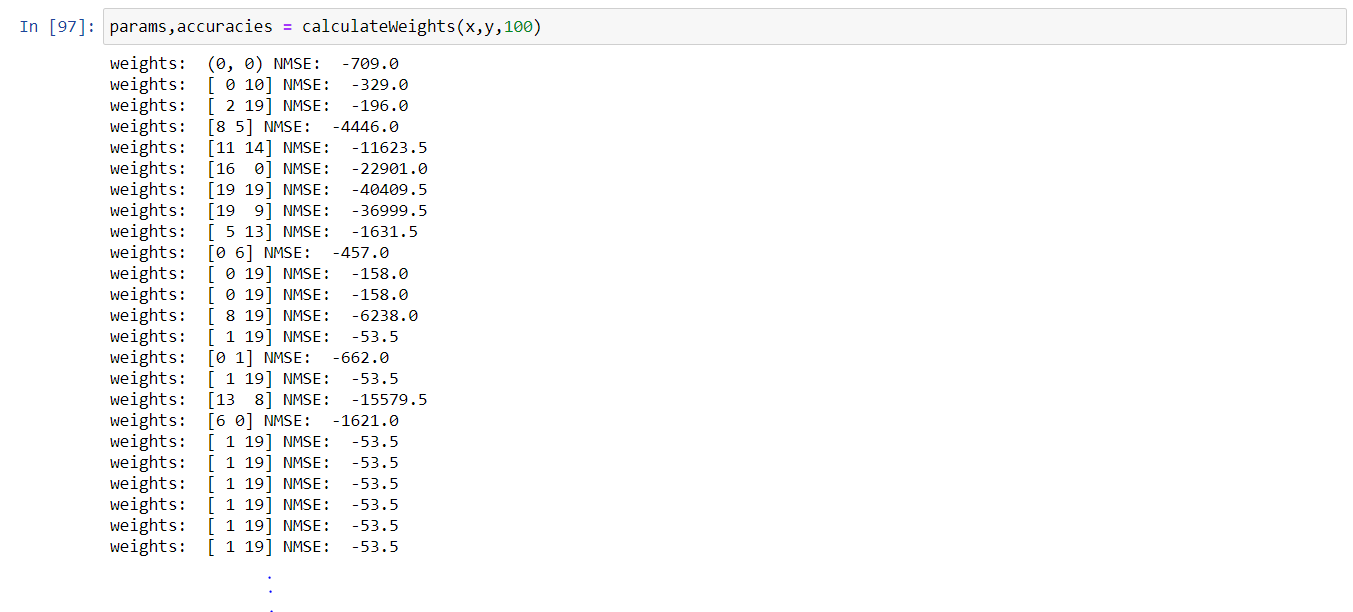 In [97]: params,accuracies = calculateWeights(x,y,100)
weights:  (0, 0) NMSE:  -709.0
weights:  [ 0 10] NMSE:  -329.0
weights:  [ 2 19] NMSE:  -196.0
weights:  [8 5] NMSE:  -4446.0
weights:  [11 14] NMSE:  -11623.5
weights:  [16  0] NMSE:  -22901.0
weights:  [19 19] NMSE:  -40409.5
weights:  [19  9] NMSE:  -36999.5
weights:  [ 5 13] NMSE:  -1631.5
weights:  [0 6] NMSE:  -457.0
weights:  [ 0 19] NMSE:  -158.0
weights:  [ 0 19] NMSE:  -158.0
weights:  [ 8 19] NMSE:  -6238.0
weights:  [ 1 19] NMSE:  -53.5
weights:  [0 1] NMSE:  -662.0
weights:  [ 1 19] NMSE:  -53.5
weights:  [13  8] NMSE:  -15579.5
weights:  [6 0] NMSE:  -1621.0
weights:  [ 1 19] NMSE:  -53.5
weights:  [ 1 19] NMSE:  -53.5
weights:  [ 1 19] NMSE:  -53.5
weights:  [ 1 19] NMSE:  -53.5
weights:  [ 1 19] NMSE:  -53.5
weights:  [ 1 19] NMSE:  -53.5
.
.
.